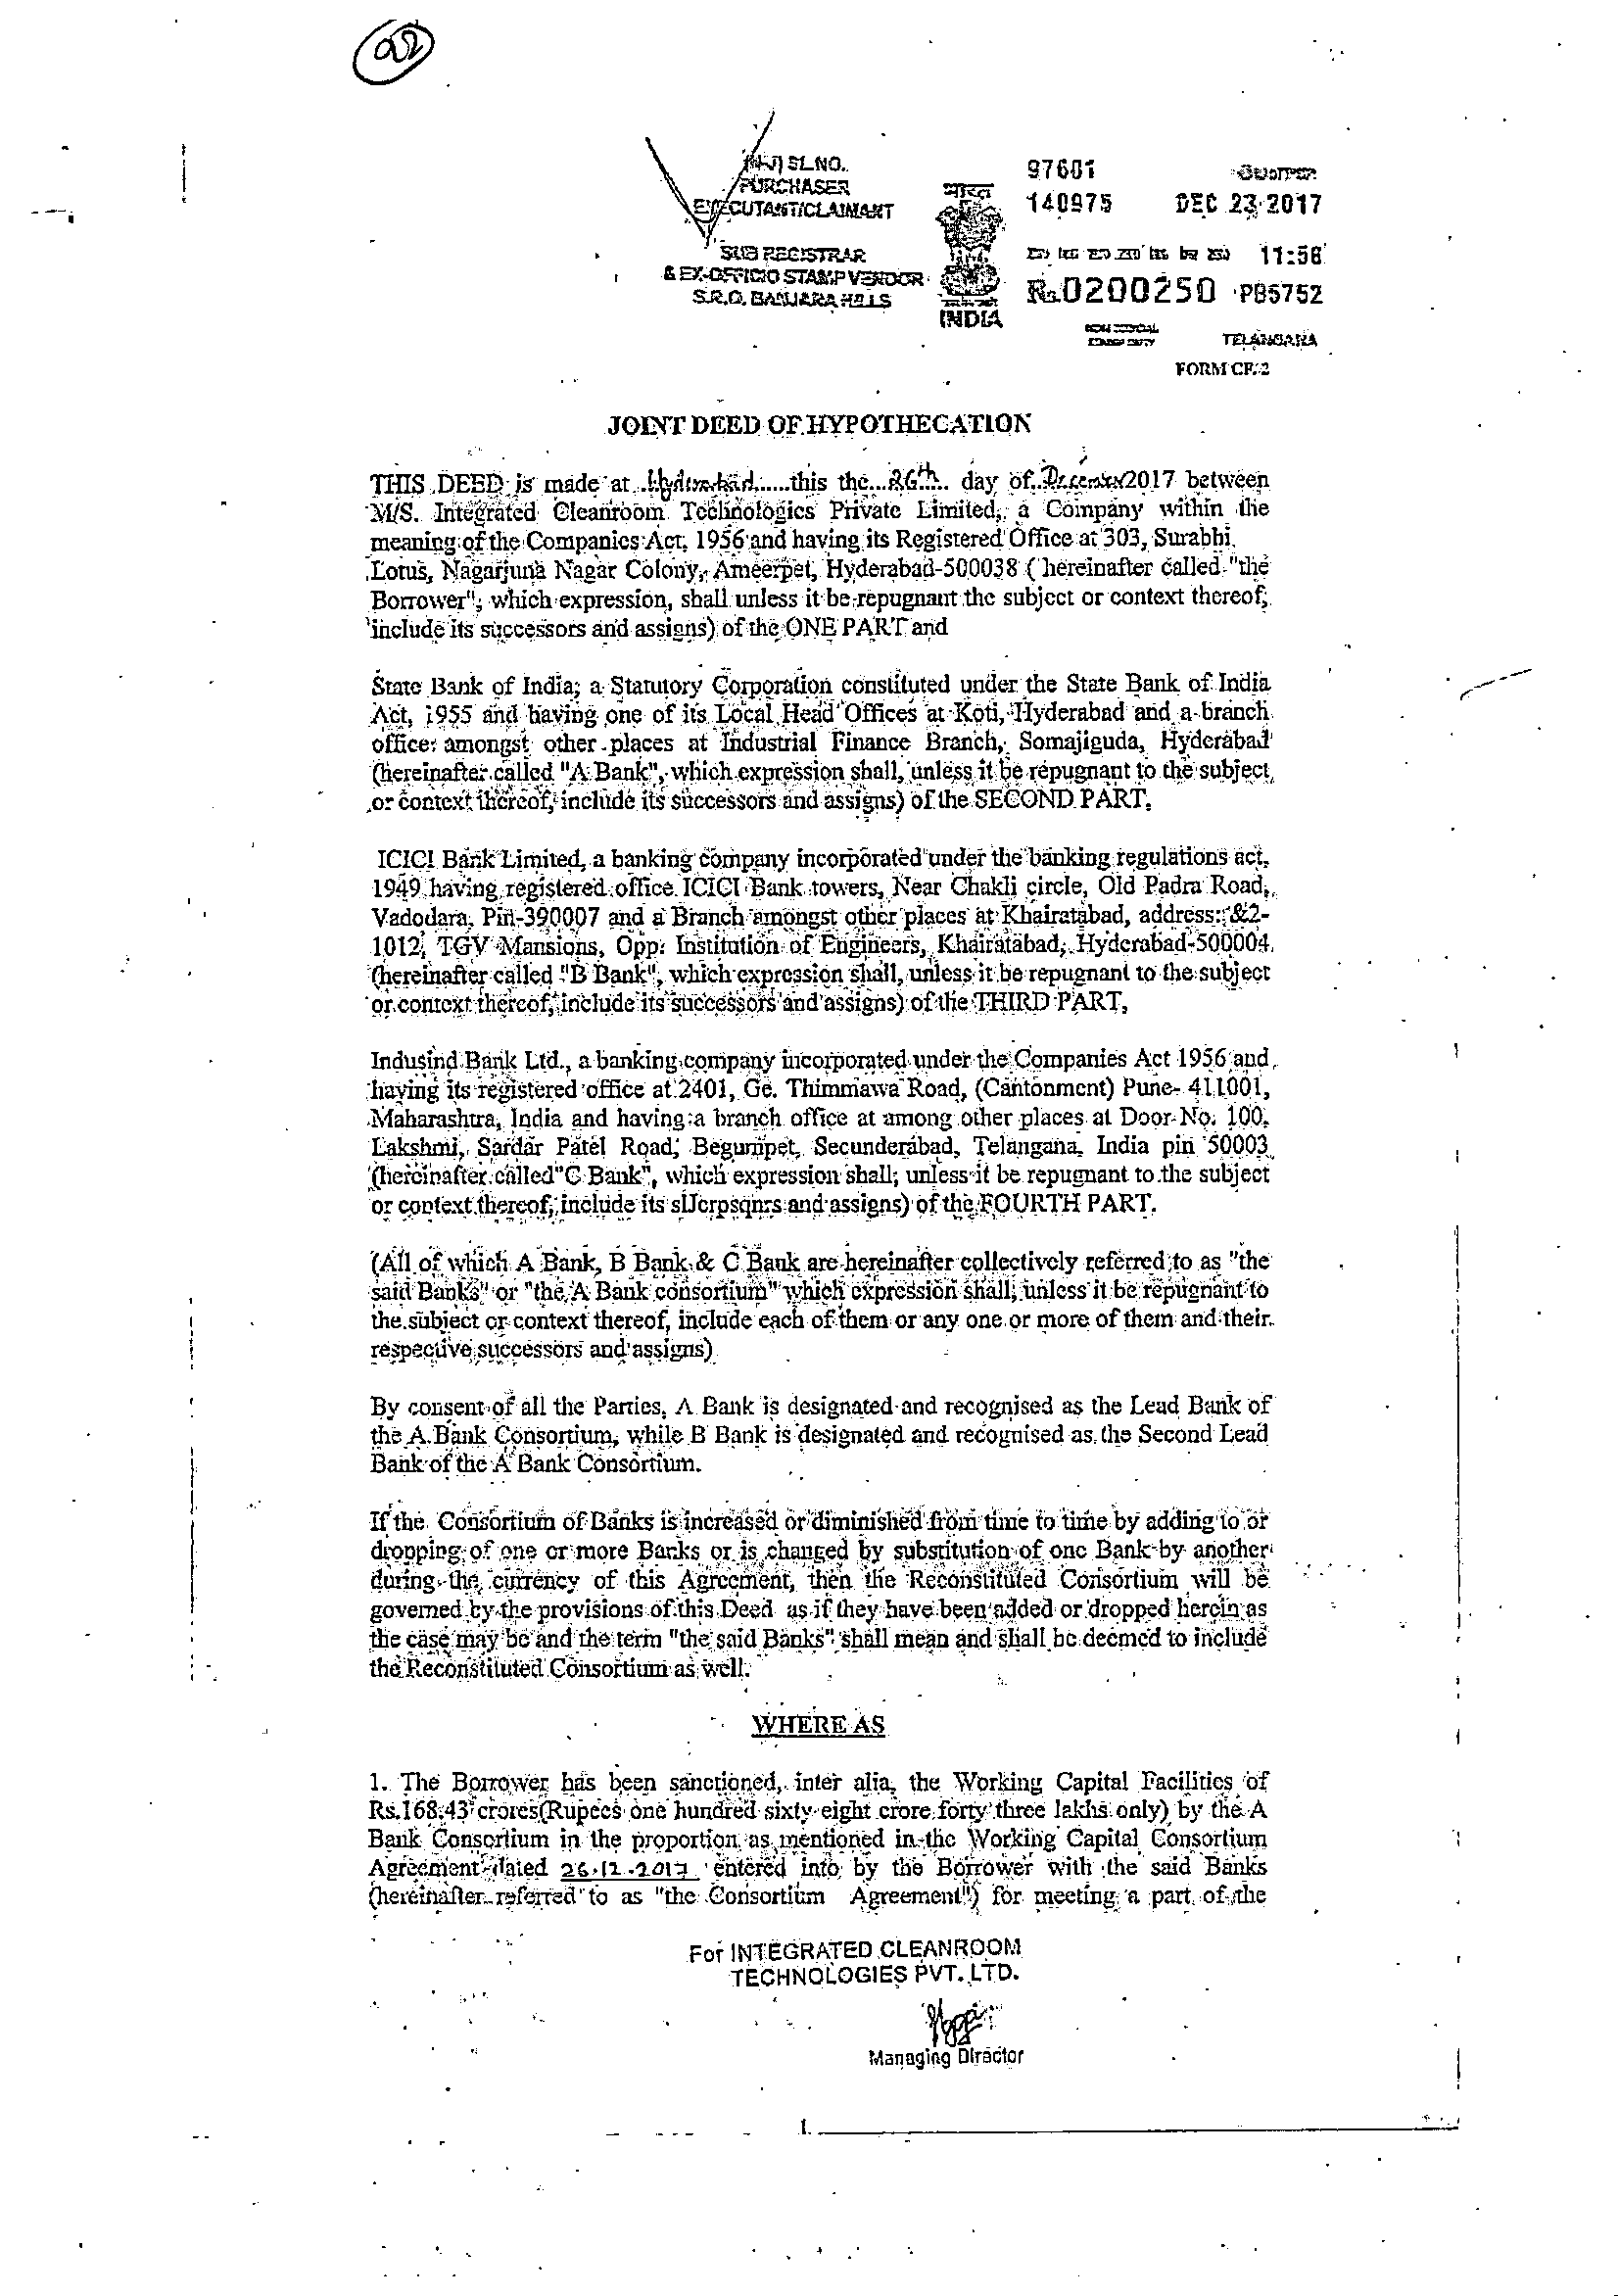 SL.NO.
PURCHASER
EXECUTANT/CLAIMANT
SUB REGISTRAR
& EX-OFFICIO STAMP VENDOR
S.R.O. BANJARA HILLS
भारत
INDIA
97601
140975 DEC 23 2017
11:56
Rs.0200250 PB5752
TELANGANA
FORM CF.2
JOINT DEED OF HYPOTHECATION
THIS DEED is made at Hyderabad this the 26th day of December 2017 between
M/S. Integrated Cleanroom Technologies Private Limited, a Company within the
meaning of the Companies Act, 1956 and having its Registered Office at 303, Surabhi
Lotus, Nagarjuna Nagar Colony, Ameerpet, Hyderabad-500038 ( hereinafter called "the
Borrower", which expression, shall unless it be repugnant the subject or context thereof,
include its successors and assigns) of the ONE PART and
State Bank of India; a Statutory Corporation constituted under the State Bank of India
Act, 1955 and having one of its Local Head Offices at Koti, Hyderabad and a branch
office: amongst other places at Industrial Finance Branch, Somajiguda, Hyderabad
(hereinafter called "A Bank", which expression shall, unless it be repugnant to the subject
or context thereof, include its successors and assigns) of the SECOND PART,
ICICI Bank Limited, a banking company incorporated under the banking regulations act,
1949 having registered office ICICI Bank towers, Near Chakli circle, Old Padra Road,
Vadodara, Pin-390007 and a Branch amongst other places at Khairatabad, address: &2-
1012, TGV Mansions, Opp: Institution of Engineers, Khairatabad, Hyderabad-500004.
(hereinafter called "B Bank", which expression shall, unless it be repugnant to the subject
or context thereof, include its successors and assigns) of the THIRD PART,
Indusind Bank Ltd., a banking company incorporated under the Companies Act 1956 and
having its registered office at 2401, Ge. Thimmawa Road, (Cantonment) Pune- 411001,
Maharashtra, India and having a branch office at among other places at Door No. 100,
Lakshmi, Sardar Patel Road, Begumpet, Secunderabad, Telangana, India pin 50003
(hereinafter called "C Bank", which expression shall; unless it be repugnant to the subject
or context thereof, include its slJcrpsqnrs and assigns) of the FOURTH PART.
(All of which A Bank, B Bank & C Bank are hereinafter collectively referred to as "the
said Banks" or "the A Bank consortium" which expression shall, unless it be repugnant to
the subject or context thereof, include each of them or any one or more of them and their
respective successors and assigns)
By consent of all the Parties, A Bank is designated and recognised as the Lead Bank of
the A Bank Consortium, while B Bank is designated and recognised as the Second Lead
Bank of the A Bank Consortium.
If the Consortium of Banks is increased or diminished from time to time by adding to or
dropping of one or more Banks or is changed by substitution of one Bank by another
during the currency of this Agreement, then the Reconstituted Consortium will be
governed by the provisions of this Deed as if they have been added or dropped herein as
the case may be and the term "the said Banks" shall mean and shall be deemed to include
the Reconstituted Consortium as well.
WHERE AS
1. The Borrower has been sanctioned, inter alia, the Working Capital Facilities of
Rs.168.43 crores(Rupees one hundred sixty eight crore forty three lakhs only) by the A
Bank Consortium in the proportion as mentioned in the Working Capital Consortium
Agreement dated 26.12.2017 entered into by the Borrower with the said Banks
(hereinafter referred to as "the Consortium Agreement") for meeting a part of the
For INTEGRATED CLEANROOM
TECHNOLOGIES PVT. LTD.
Managing Director
1